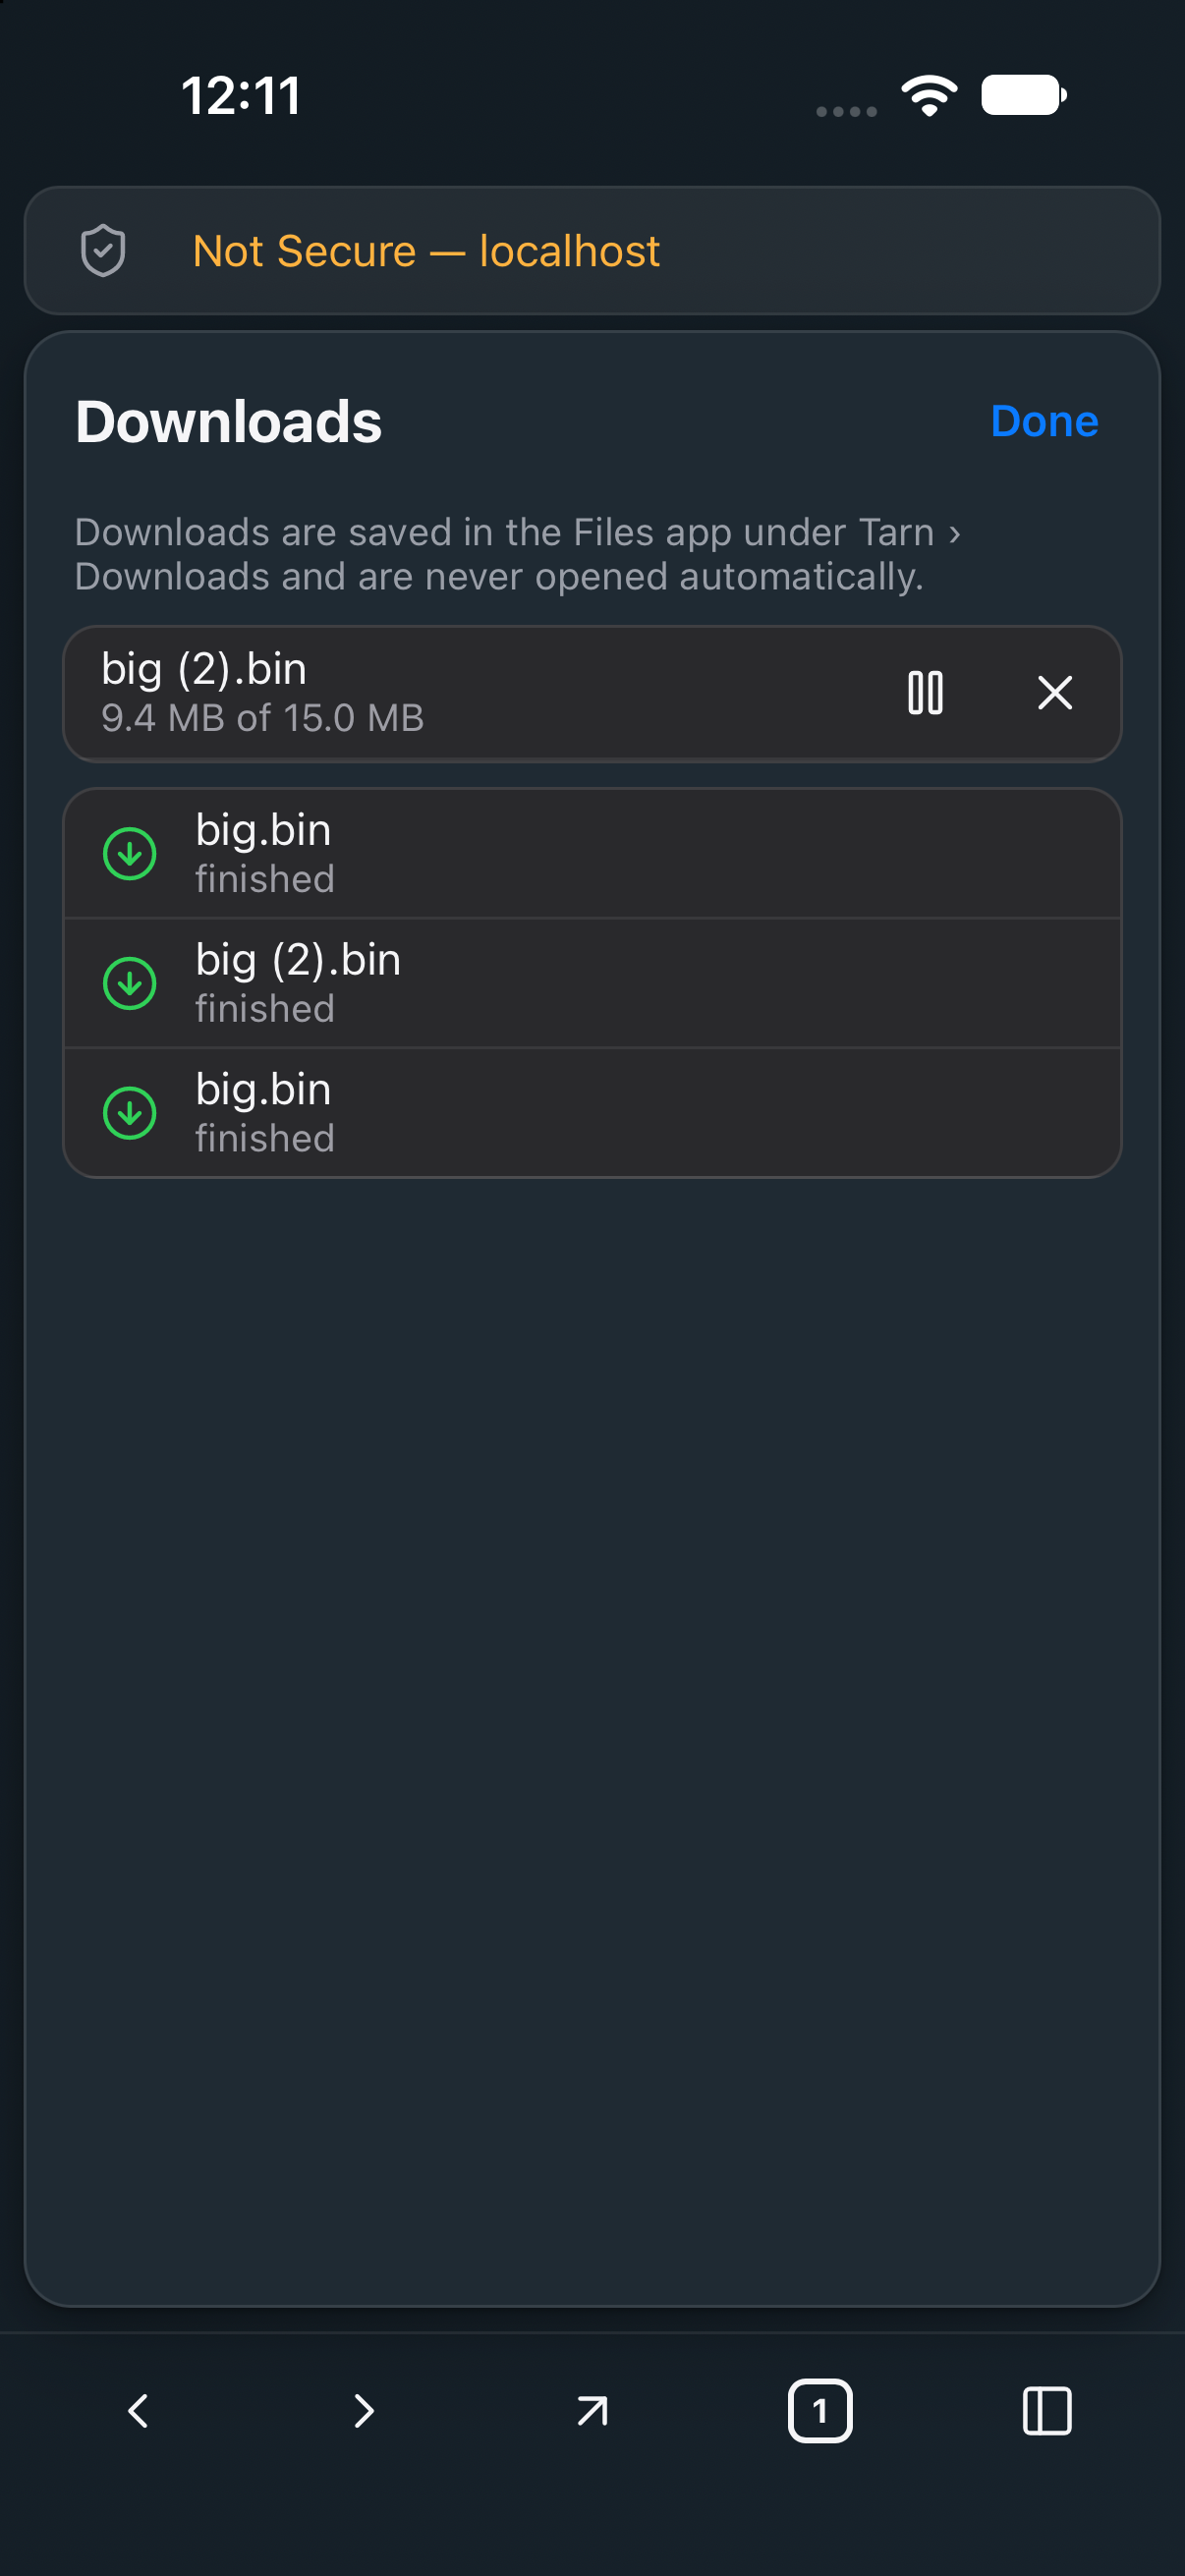 12:11
Not Secure — localhost
Downloads
Done
Downloads are saved in the Files app under Tarn ›
Downloads and are never opened automatically.
big (2).bin
9.4 MB of 15.0 MB
big.bin
finished
big (2).bin
finished
big.bin
finished
1